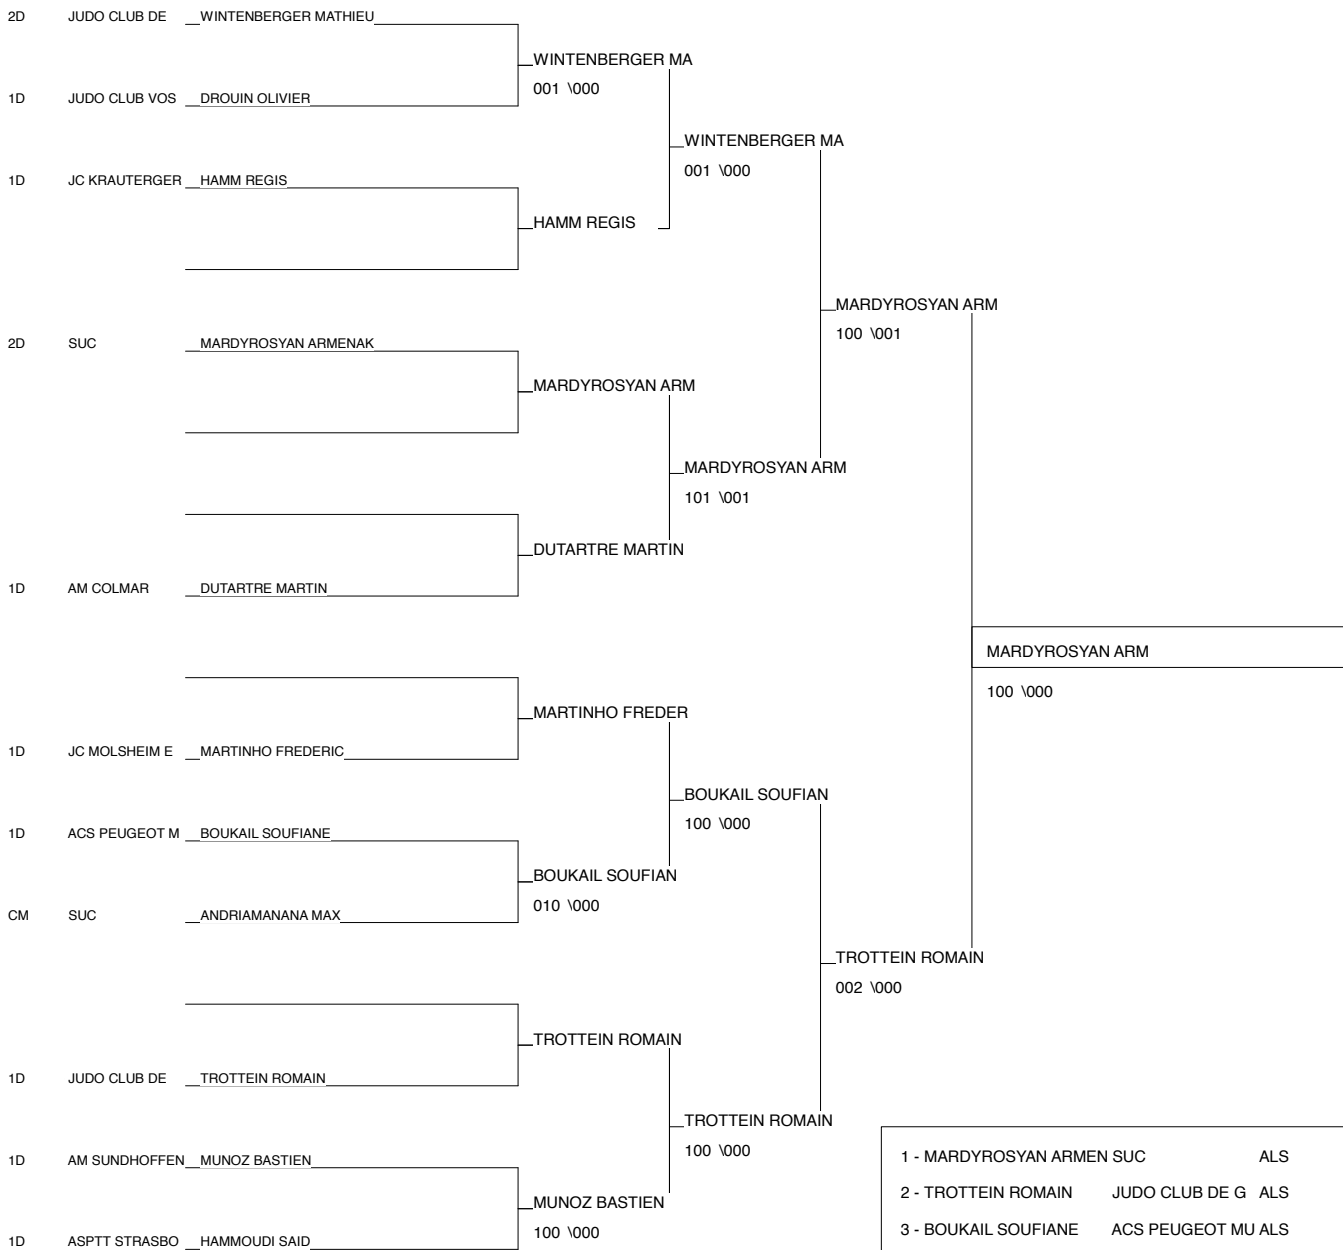 2D JUDO CLUB DE WINTENBERGER MATHIEU
WINTENBERGER MA
001 \000
1D JUDO CLUB VOS DROUIN OLIVIER
WINTENBERGER MA
001 \000
1D JC KRAUTERGER HAMM REGIS
HAMM REGIS
MARDYROSYAN ARM
100 \001
2D SUC MARDYROSYAN ARMENAK
MARDYROSYAN ARM
MARDYROSYAN ARM
101 \001
DUTARTRE MARTIN
1D AM COLMAR DUTARTRE MARTIN
MARDYROSYAN ARM
100 \000
MARTINHO FREDER
1D JC MOLSHEIM E MARTINHO FREDERIC
BOUKAIL SOUFIAN
100 \000
1D ACS PEUGEOT M BOUKAIL SOUFIANE
BOUKAIL SOUFIAN
010 \000
CM SUC ANDRIAMANANA MAX
TROTTEIN ROMAIN
002 \000
TROTTEIN ROMAIN
1D JUDO CLUB DE TROTTEIN ROMAIN
TROTTEIN ROMAIN
100 \000
1D AM SUNDHOFFEN MUNOZ BASTIEN
MUNOZ BASTIEN
100 \000
1D ASPTT STRASBO HAMMOUDI SAID
1 - MARDYROSYAN ARMEN SUC ALS
2 - TROTTEIN ROMAIN JUDO CLUB DE G ALS
3 - BOUKAIL SOUFIANE ACS PEUGEOT MU ALS